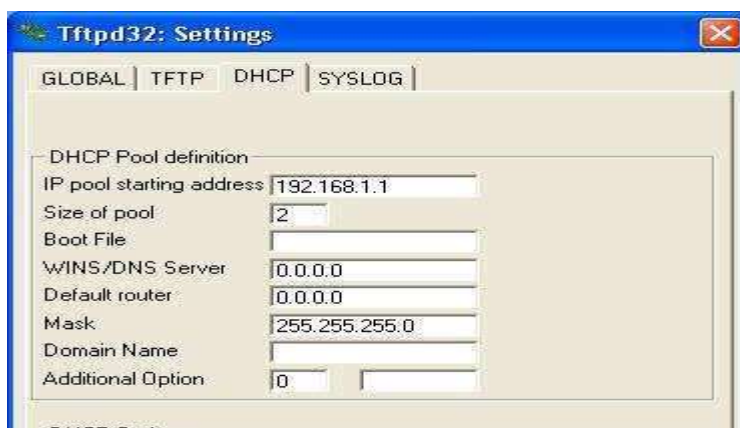 Tftpd32: Settings
GLOBAL TFTP DHCP SYSLOG
DHCP Pool definition
IP pool starting address 192.168.1.1
Size of pool 2
Boot File
WINS/DNS Server 0.0.0.0
Default router 0.0.0.0
Mask 255.255.255.0
Domain Name
Additional Option 0